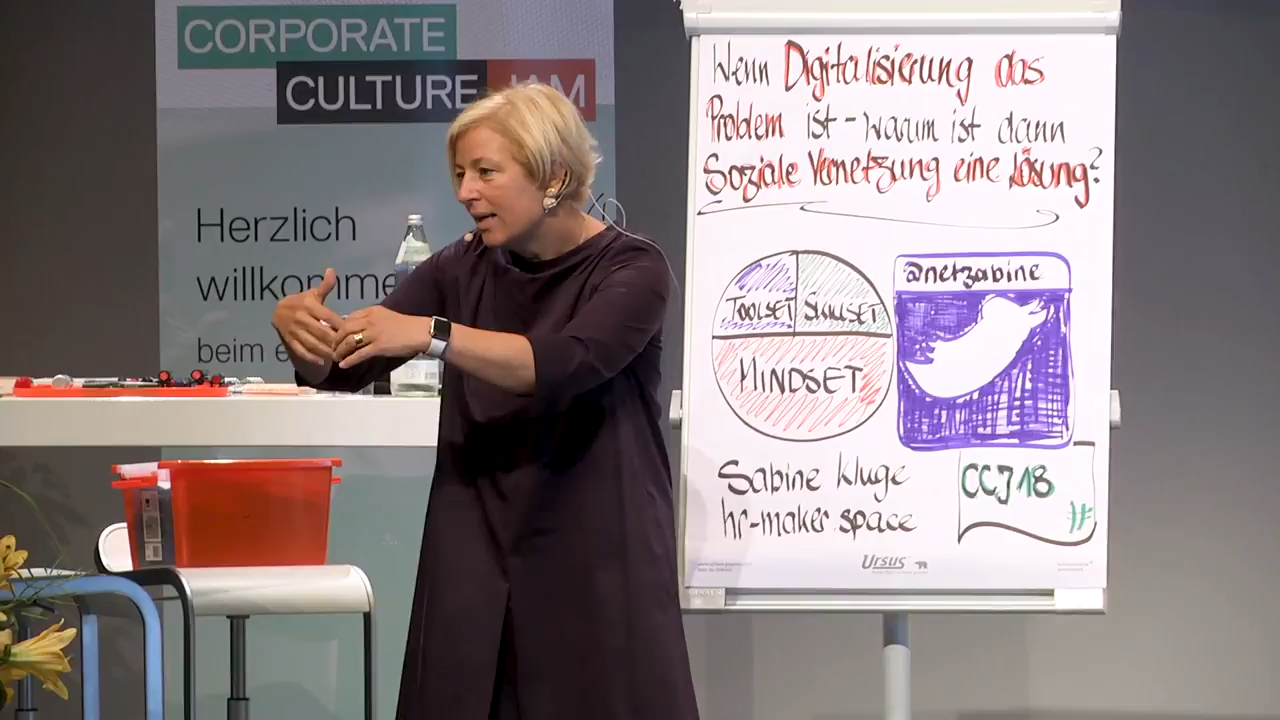 CORPORATE
CULTURE JAM
Herzlich
willkomme
beim e
Wenn Digitalisierung das
Problem ist - warum ist dann
Soziale Vernetzung eine Lösung?
TOOLSET SKILLSET
MINDSET
@netzabine
Sabine Kluge
hr-maker space
CCJ18
#
Ursus